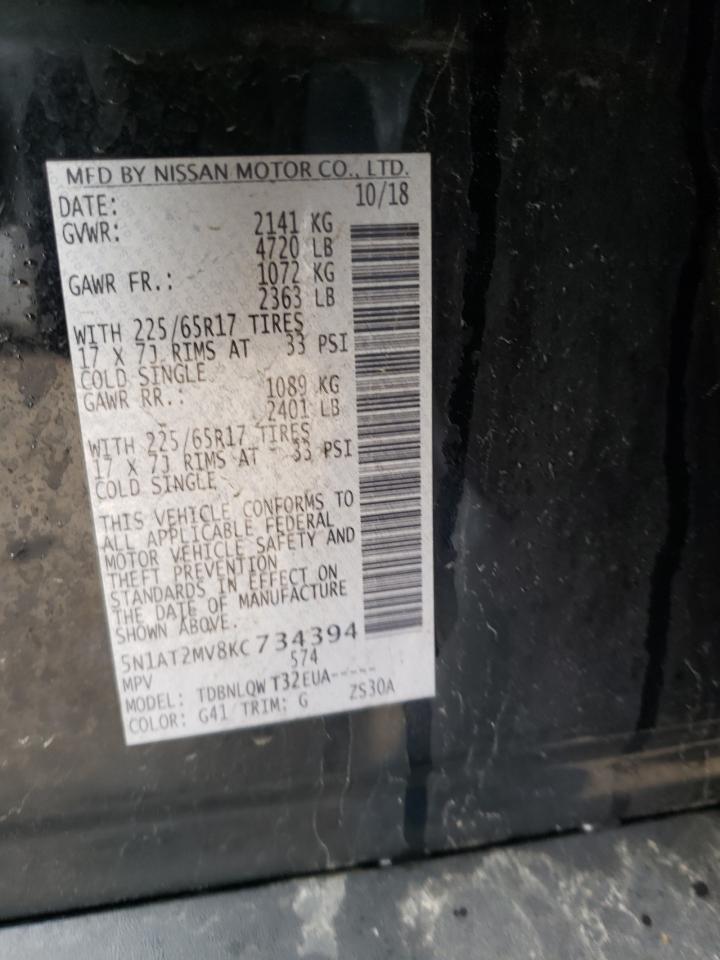 MFD BY NISSAN MOTOR CO., LTD.
DATE: 10/18
GVWR: 2141 KG
4720 LB
GAWR FR.: 1072 KG
2363 LB
WITH 225/65R17 TIRES
17 X 7J RIMS AT 33 PSI
COLD SINGLE
GAWR RR.: 1089 KG
2401 LB
WITH 225/65R17 TIRES
17 X 7J RIMS AT 33 PSI
COLD SINGLE
THIS VEHICLE CONFORMS TO
ALL APPLICABLE FEDERAL
MOTOR VEHICLE SAFETY AND
THEFT PREVENTION
STANDARDS IN EFFECT ON
THE DATE OF MANUFACTURE
SHOWN ABOVE.
5N1AT2MV8KC734394
MPV 574
MODEL: TDBNLQW T32EUA-----
COLOR: G41 TRIM: G ZS30A